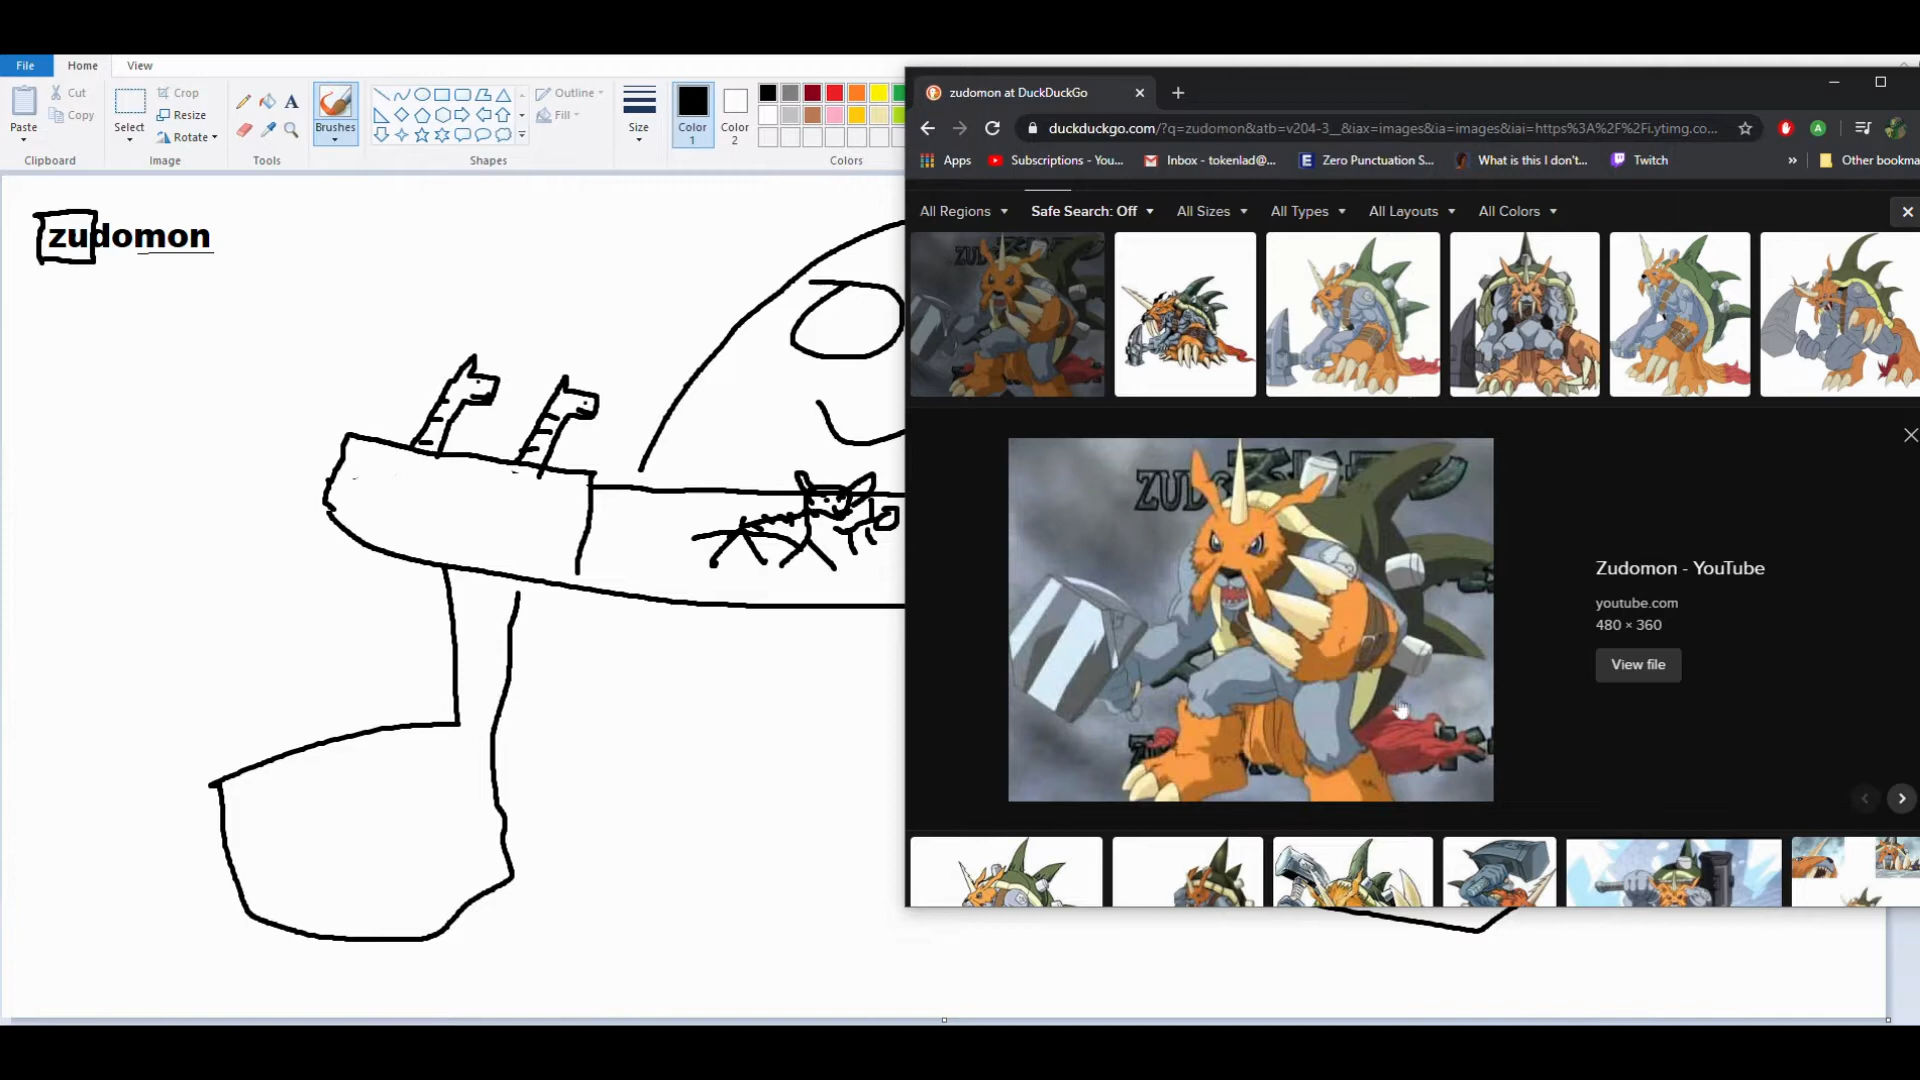 File Home View
Paste Cut Copy Select Crop Resize Rotate Brushes Outline Fill Size Color 1 Color 2
Clipboard Image Tools Shapes Colors
zudomon
zudomon at DuckDuckGo
duckduckgo.com/?q=zudomon&atb=v204-3__&iax=images&ia=images&iai=https%3A%2F%2Fi.ytimg.co...
Apps Subscriptions - You... Inbox - tokenlad@... Zero Punctuation S... What is this I don't... Twitch » Other bookma
All Regions Safe Search: Off All Sizes All Types All Layouts All Colors
ZUDO
Zudomon - YouTube
youtube.com
480 × 360
View file